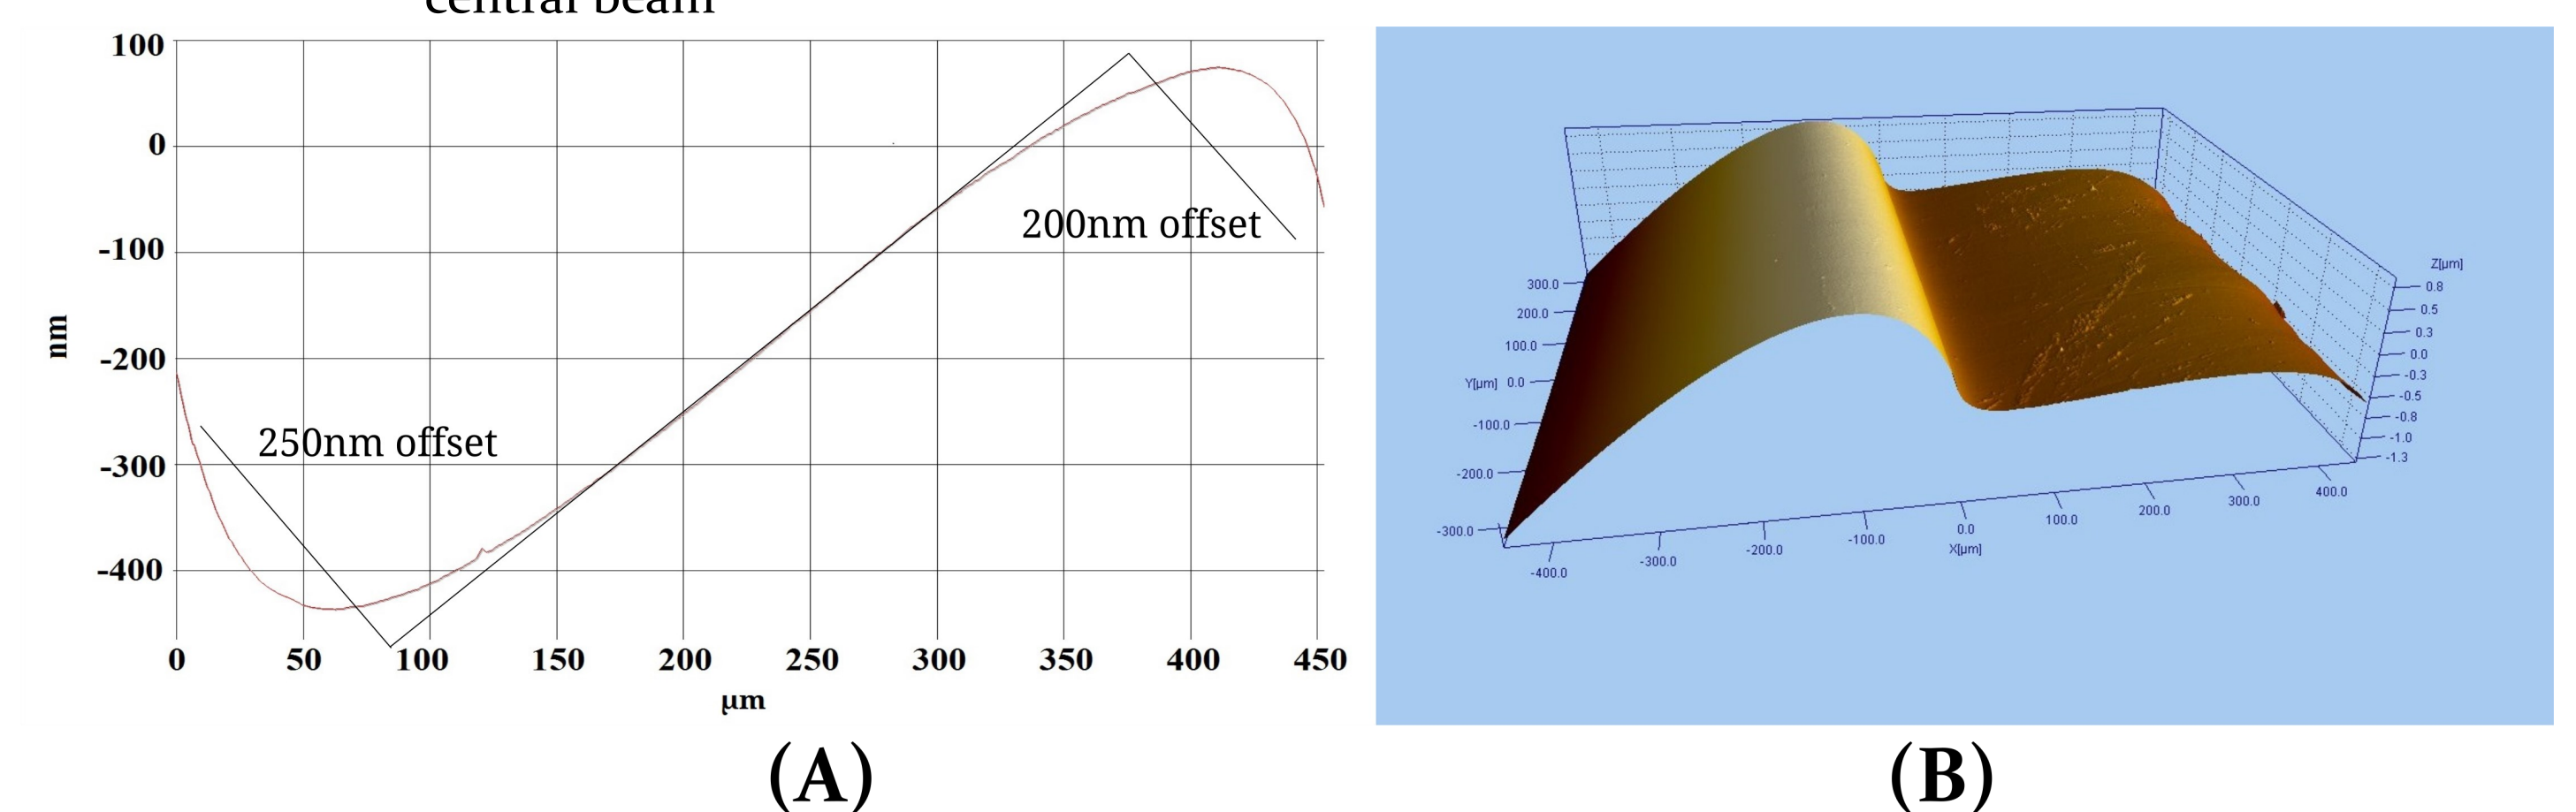 central beam
100
0
-100
-200
-300
-400
nm
250nm offset
200nm offset
0 50 100 150 200 250 300 350 400 450
µm
(A)
300.0
200.0
100.0
Y[µm] 0.0
-100.0
-200.0
-300.0
-400.0 -300.0 -200.0 -100.0 0.0 100.0 200.0 300.0 400.0
X[µm]
Z[µm]
0.8
0.5
0.3
0.0
-0.3
-0.5
-0.8
-1.0
-1.3
(B)